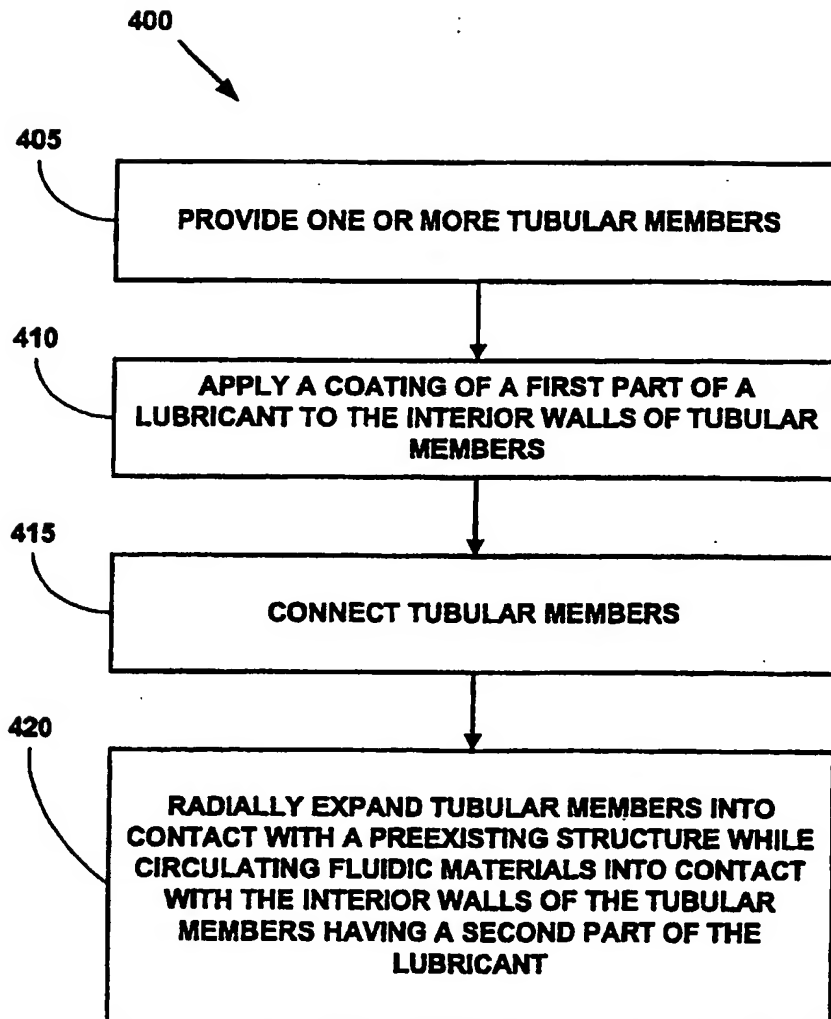 400
405
PROVIDE ONE OR MORE TUBULAR MEMBERS
410
APPLY A COATING OF A FIRST PART OF A
LUBRICANT TO THE INTERIOR WALLS OF TUBULAR
MEMBERS
415
CONNECT TUBULAR MEMBERS
420
RADIALLY EXPAND TUBULAR MEMBERS INTO
CONTACT WITH A PREEXISTING STRUCTURE WHILE
CIRCULATING FLUIDIC MATERIALS INTO CONTACT
WITH THE INTERIOR WALLS OF THE TUBULAR
MEMBERS HAVING A SECOND PART OF THE
LUBRICANT